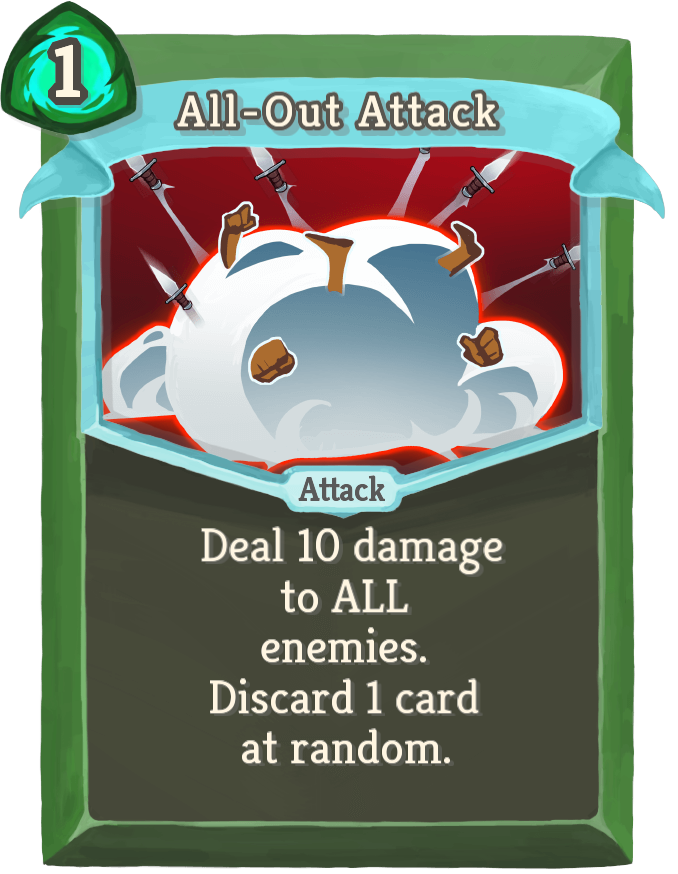 1
All-Out Attack
Attack
Deal 10 damage
to ALL
enemies.
Discard 1 card
at random.